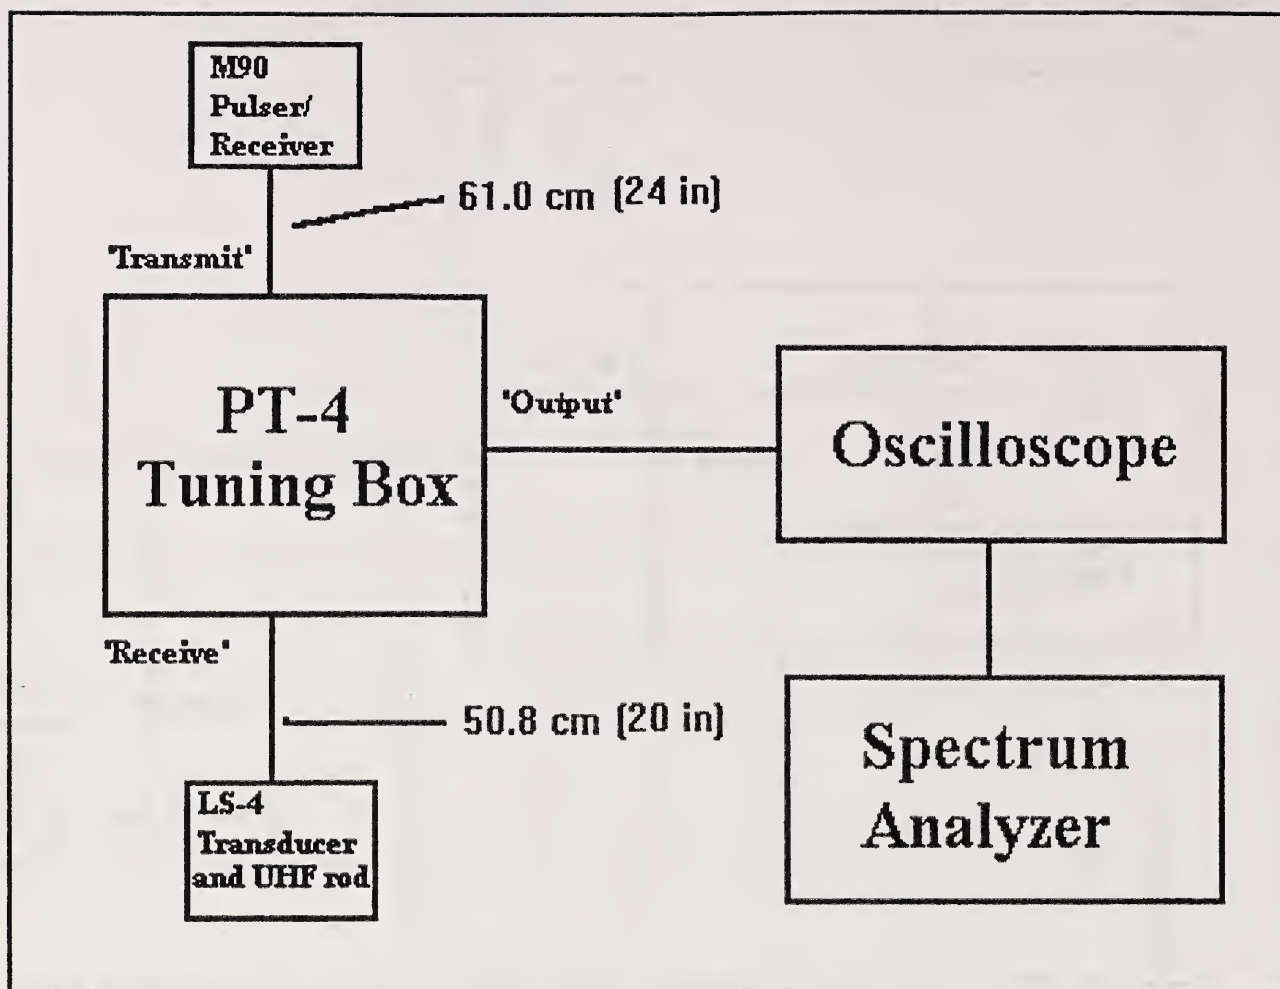 M90
Pulser/
Receiver
61.0 cm (24 in)
"Transmit"
PT-4
Tuning Box
"Output"
Oscilloscope
"Receive"
50.8 cm (20 in)
LS-4
Transducer
and UHF rod
Spectrum
Analyzer